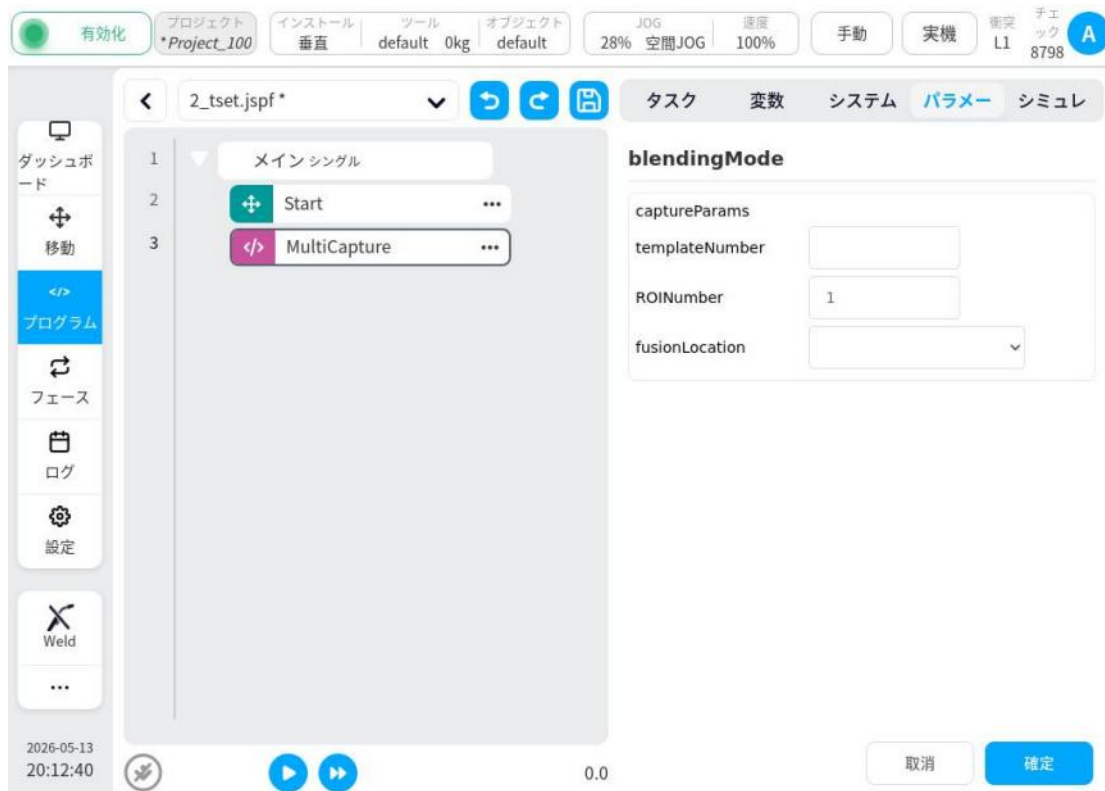 有効化
プロジェクト
*Project_100
インストール ツール オブジェクト
垂直 default 0kg default
JOG 速度
28% 空間JOG 100%
手動
実機
衝突
L1
チェ
ック
8798
A
2_tset.jspf *
タスク 変数 システム パラメー シミュレ
ダッシュボ
ード
移動
</>
プログラム
フェース
ログ
設定
Weld
...
2026-05-13
20:12:40
1 メイン シングル
2 Start ...
3 </> MultiCapture ...
0.0
blendingMode
captureParams
templateNumber
ROINumber 1
fusionLocation
取消 確定